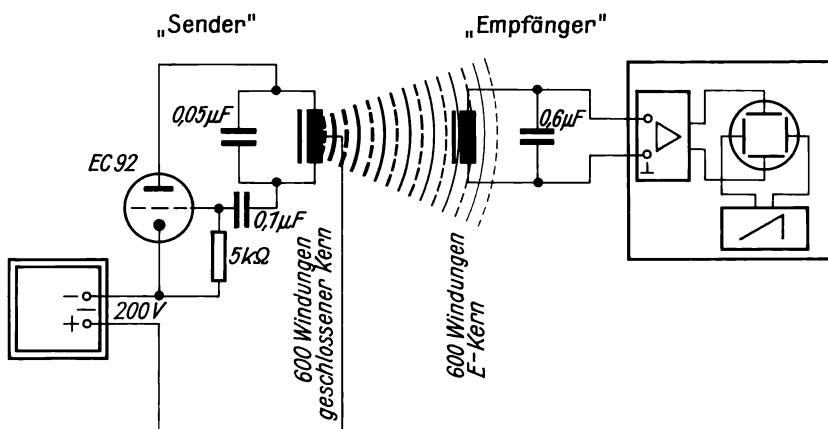 „Sender"
„Empfänger"
0,05µF
0,6µF
EC 92
0,1µF
5kΩ
−
200V
+
600 Windungen
geschlossener Kern
600 Windungen
E-Kern